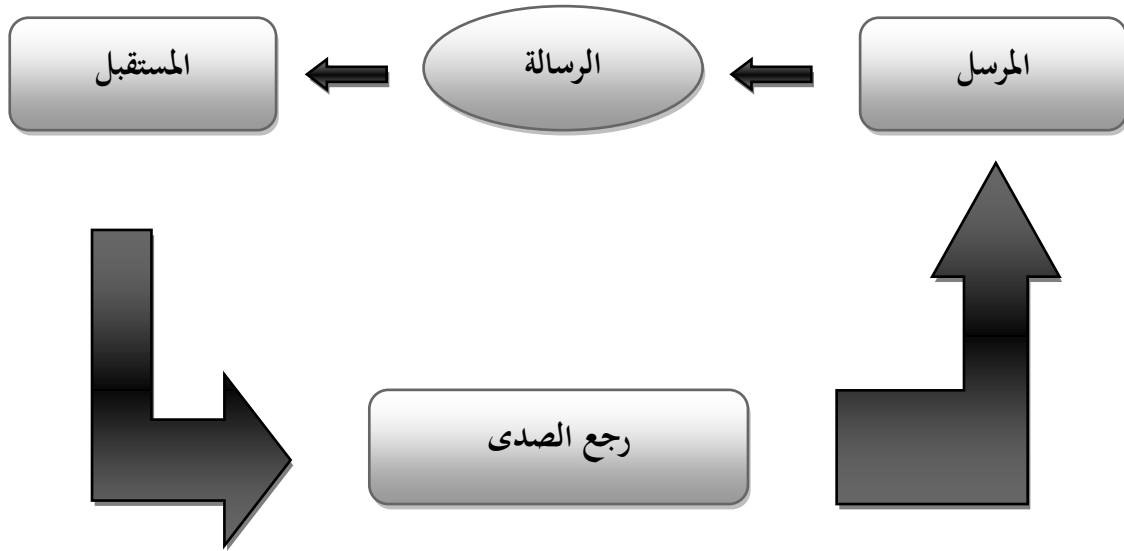 المرسل
الرسالة
المستقبل
رجع الصدى